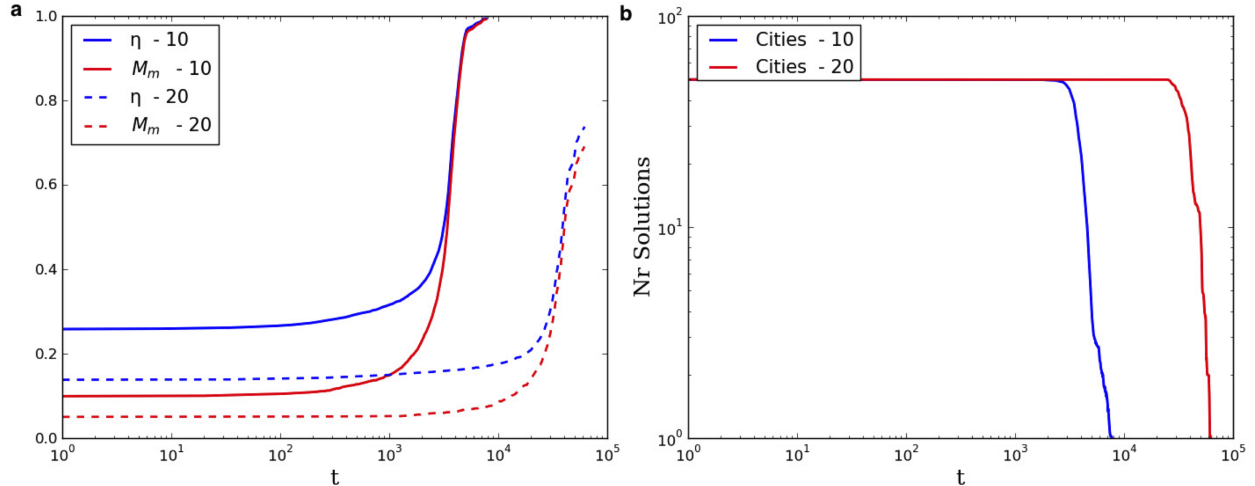 a
1.0
0.8
0.6
0.4
0.2
0.0
η - 10
M_m - 10
η - 20
M_m - 20
10^0
10^1
10^2
10^3
10^4
10^5
t
b
10^2
10^1
10^0
Nr Solutions
Cities - 10
Cities - 20
10^0
10^1
10^2
10^3
10^4
10^5
t